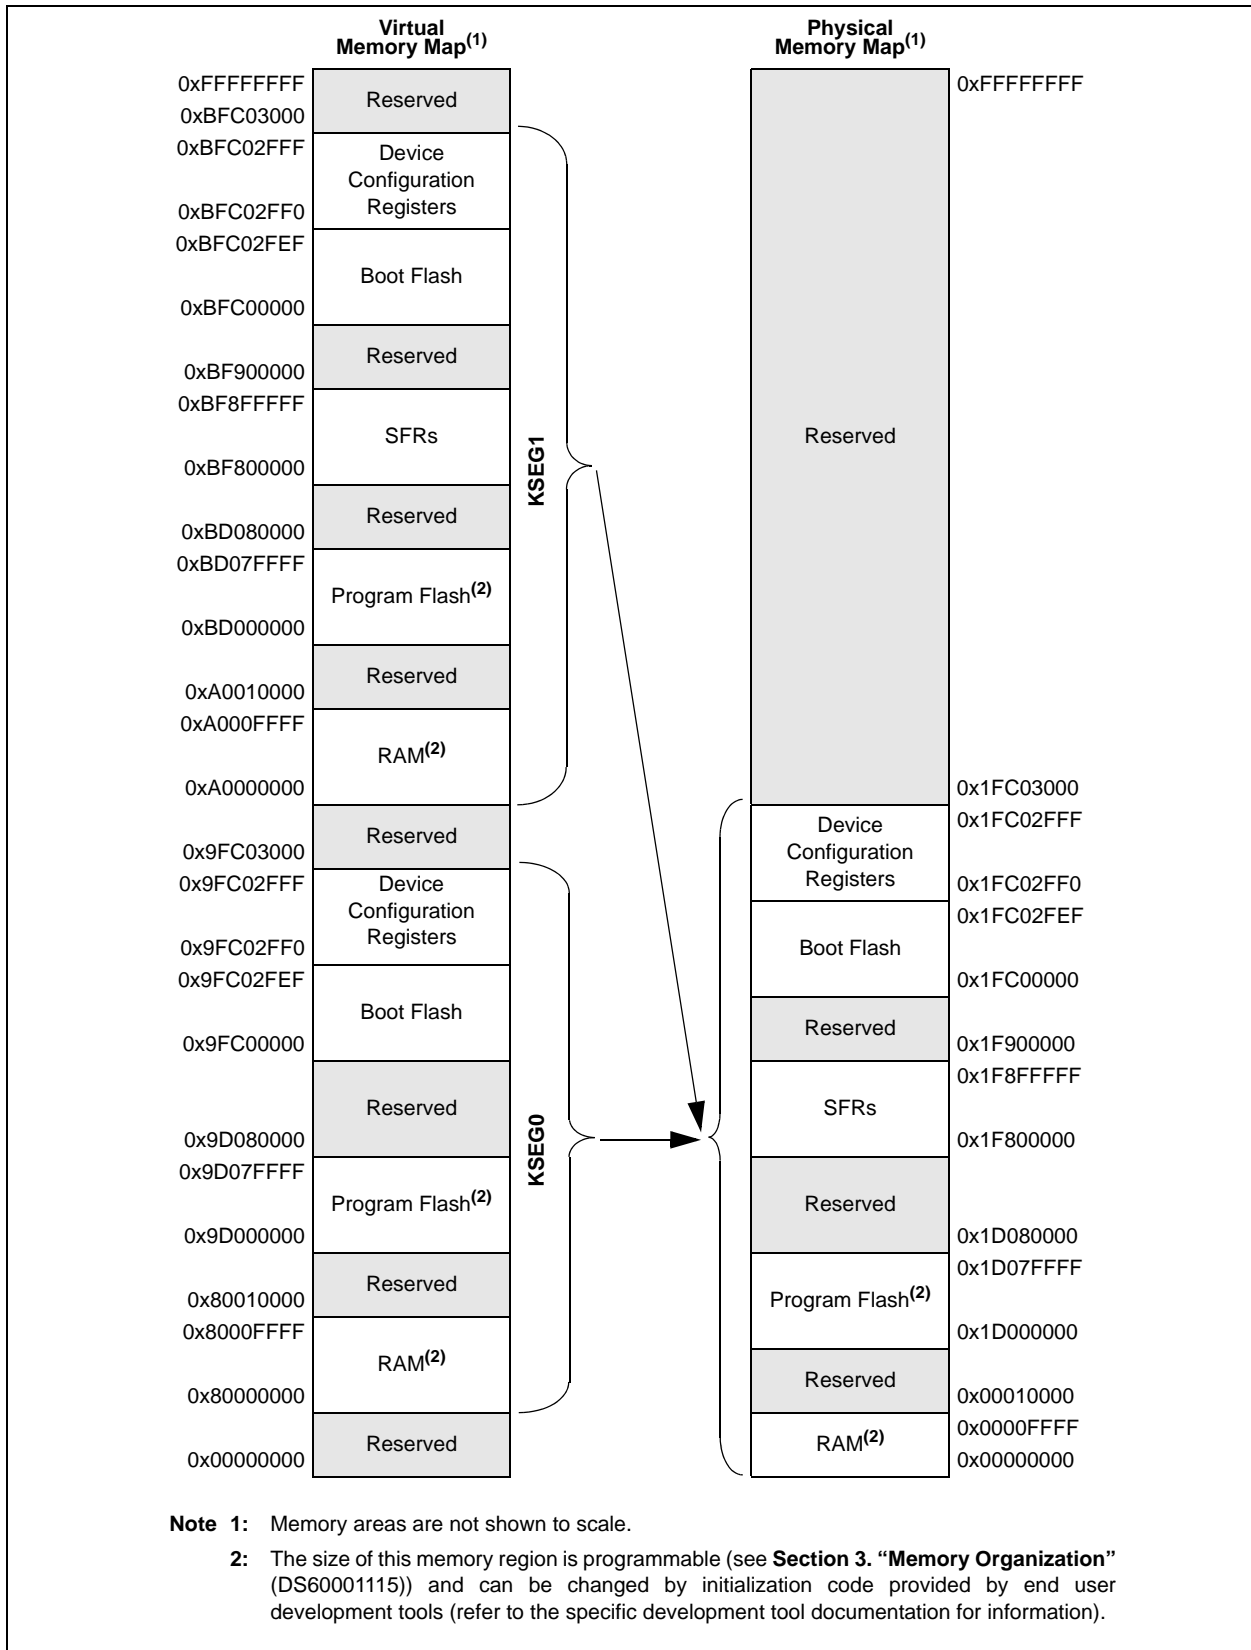 Virtual
Memory Map(1)
0xFFFFFFFF
Reserved
0xBFC03000
0xBFC02FFF
Device
Configuration
Registers
0xBFC02FF0
0xBFC02FEF
Boot Flash
0xBFC00000
Reserved
0xBF900000
0xBF8FFFFF
SFRs
0xBF800000
Reserved
0xBD080000
0xBD07FFFF
Program Flash(2)
0xBD000000
Reserved
0xA0010000
0xA000FFFF
RAM(2)
0xA0000000
KSEG1
Reserved
0x9FC03000
0x9FC02FFF
Device
Configuration
Registers
0x9FC02FF0
0x9FC02FEF
Boot Flash
0x9FC00000
Reserved
0x9D080000
0x9D07FFFF
Program Flash(2)
0x9D000000
Reserved
0x80010000
0x8000FFFF
RAM(2)
0x80000000
KSEG0
Reserved
0x00000000
Physical
Memory Map(1)
0xFFFFFFFF
Reserved
0x1FC03000
0x1FC02FFF
Device
Configuration
Registers
0x1FC02FF0
0x1FC02FEF
Boot Flash
0x1FC00000
Reserved
0x1F900000
0x1F8FFFFF
SFRs
0x1F800000
Reserved
0x1D080000
0x1D07FFFF
Program Flash(2)
0x1D000000
Reserved
0x00010000
0x0000FFFF
RAM(2)
0x00000000
Note 1: Memory areas are not shown to scale.
2: The size of this memory region is programmable (see Section 3. “Memory Organization”
(DS60001115)) and can be changed by initialization code provided by end user
development tools (refer to the specific development tool documentation for information).